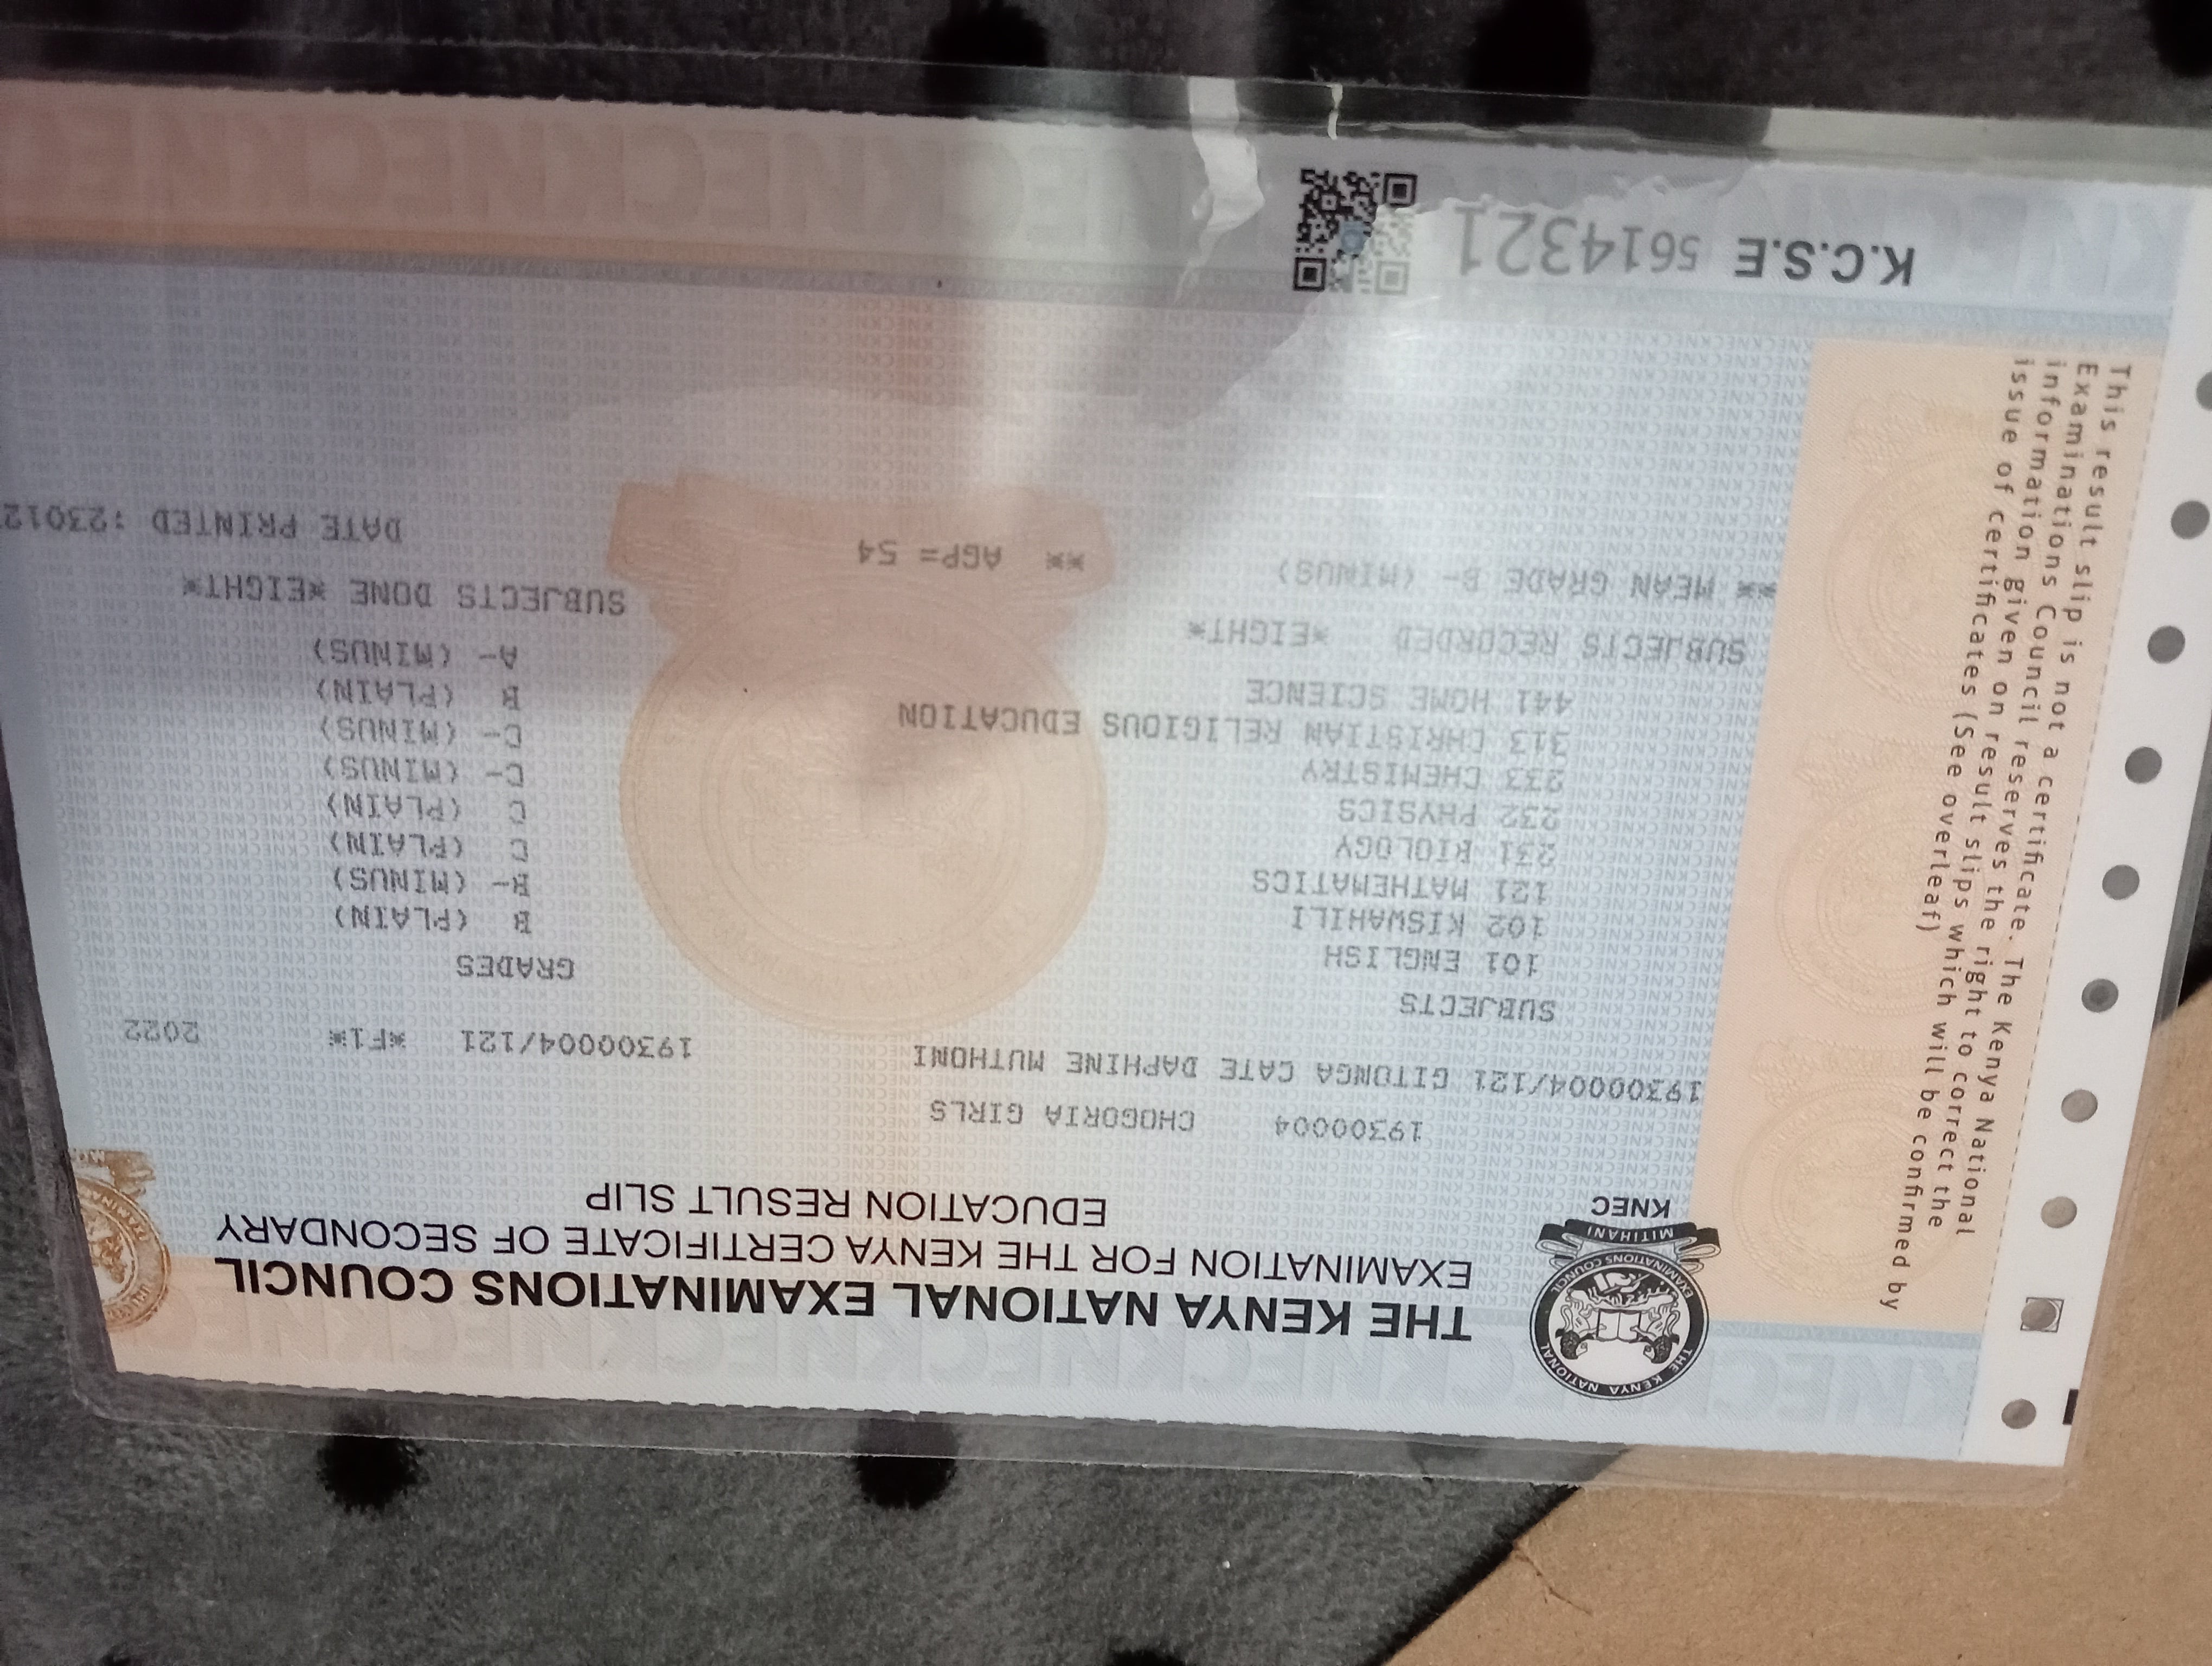 THE KENYA NATIONAL EXAMINATIONS COUNCIL
EXAMINATION FOR THE KENYA CERTIFICATE OF SECONDARY
EDUCATION RESULT SLIP
THE KENYA NATIONAL
EXAMINATIONS COUNCIL
MITIHANI
KNEC
19300004 CHOGORIA GIRLS
19300004/121 GITONGA CATE DAPHINE MUTHONI 19300004/121 *F1* 2022
SUBJECTS GRADES
101 ENGLISH B (PLAIN)
102 KISWAHILI B- (MINUS)
121 MATHEMATICS C (PLAIN)
231 BIOLOGY C (PLAIN)
232 PHYSICS C- (MINUS)
233 CHEMISTRY C- (MINUS)
313 CHRISTIAN RELIGIOUS EDUCATION B (PLAIN)
441 HOME SCIENCE A- (MINUS)
SUBJECTS RECORDED *EIGHT* SUBJECTS DONE *EIGHT*
** MEAN GRADE B- (MINUS) ** AGP= 54 DATE PRINTED :23012
K.C.S.E 5614321
This result slip is not a certificate. The Kenya National
Examinations Council reserves the right to correct the
information given on result slips which will be confirmed by
issue of certificates (See overleaf)